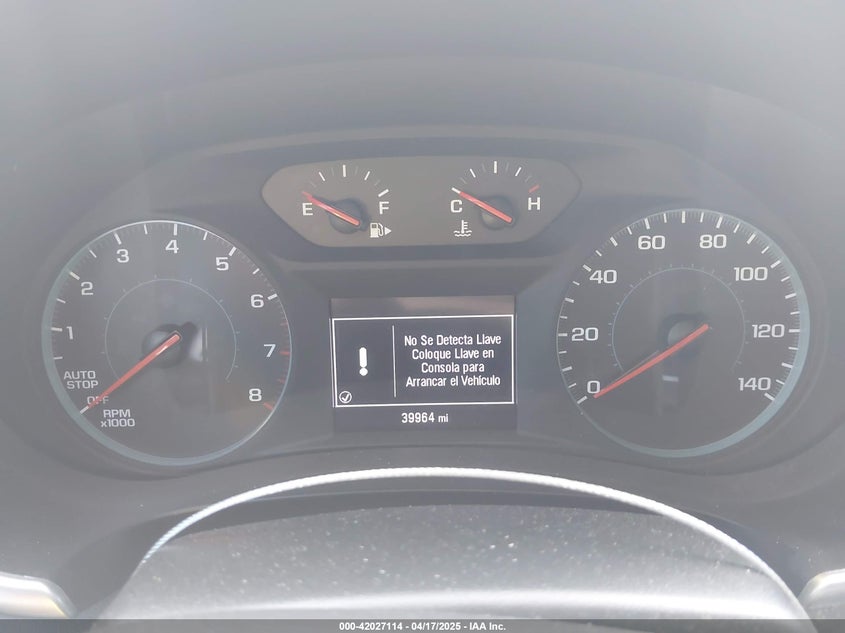 E F
C H
1 2 3 4 5 6 7 8
AUTO
STOP
OFF
RPM
x1000
0 20 40 60 80 100 120 140
!
No Se Detecta Llave
Coloque Llave en
Consola para
Arrancar el Vehículo
39964 mi
000-42027114 - 04/17/2025 - IAA Inc.